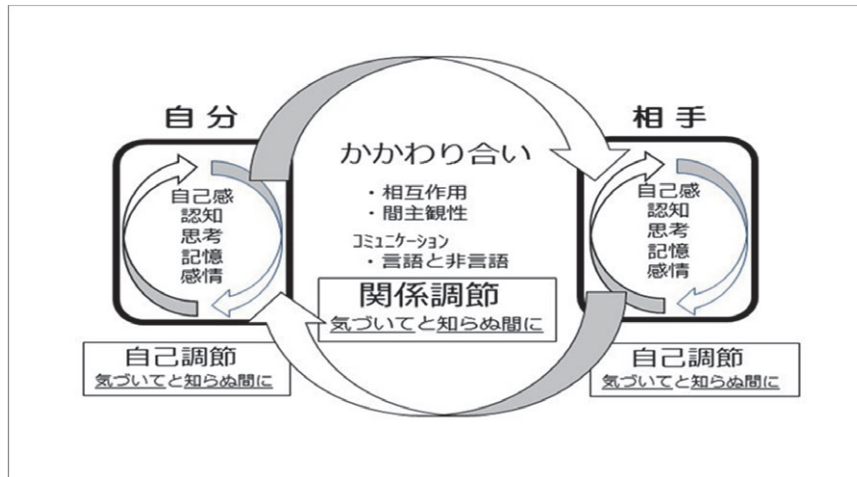 自分
自己感
認知
思考
記憶
感情
自己調節
気づいてと知らぬ間に
かかわり合い
・相互作用
・間主観性
コミュニケーション
・言語と非言語
関係調節
気づいてと知らぬ間に
相手
自己感
認知
思考
記憶
感情
自己調節
気づいてと知らぬ間に